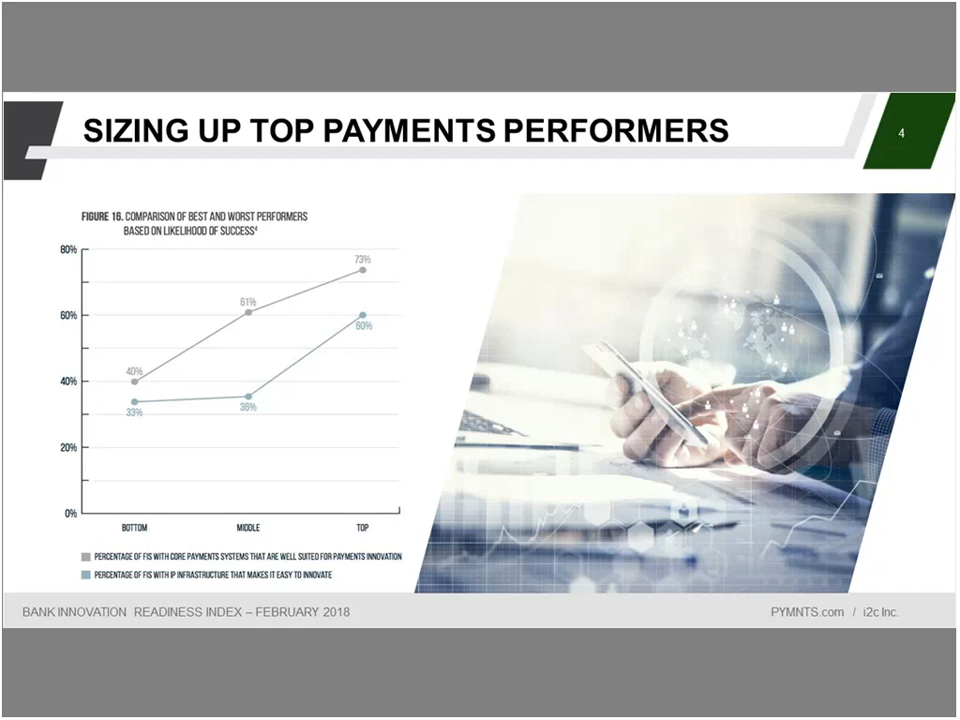 SIZING UP TOP PAYMENTS PERFORMERS
4
FIGURE 16. COMPARISON OF BEST AND WORST PERFORMERS
BASED ON LIKELIHOOD OF SUCCESS⁴
80%
73%
61%
60%
60%
40%
40%
36%
33%
20%
0%
BOTTOM MIDDLE TOP
PERCENTAGE OF FIS WITH CORE PAYMENTS SYSTEMS THAT ARE WELL SUITED FOR PAYMENTS INNOVATION
PERCENTAGE OF FIS WITH IP INFRASTRUCTURE THAT MAKES IT EASY TO INNOVATE
BANK INNOVATION READINESS INDEX – FEBRUARY 2018
PYMNTS.com / i2c Inc.